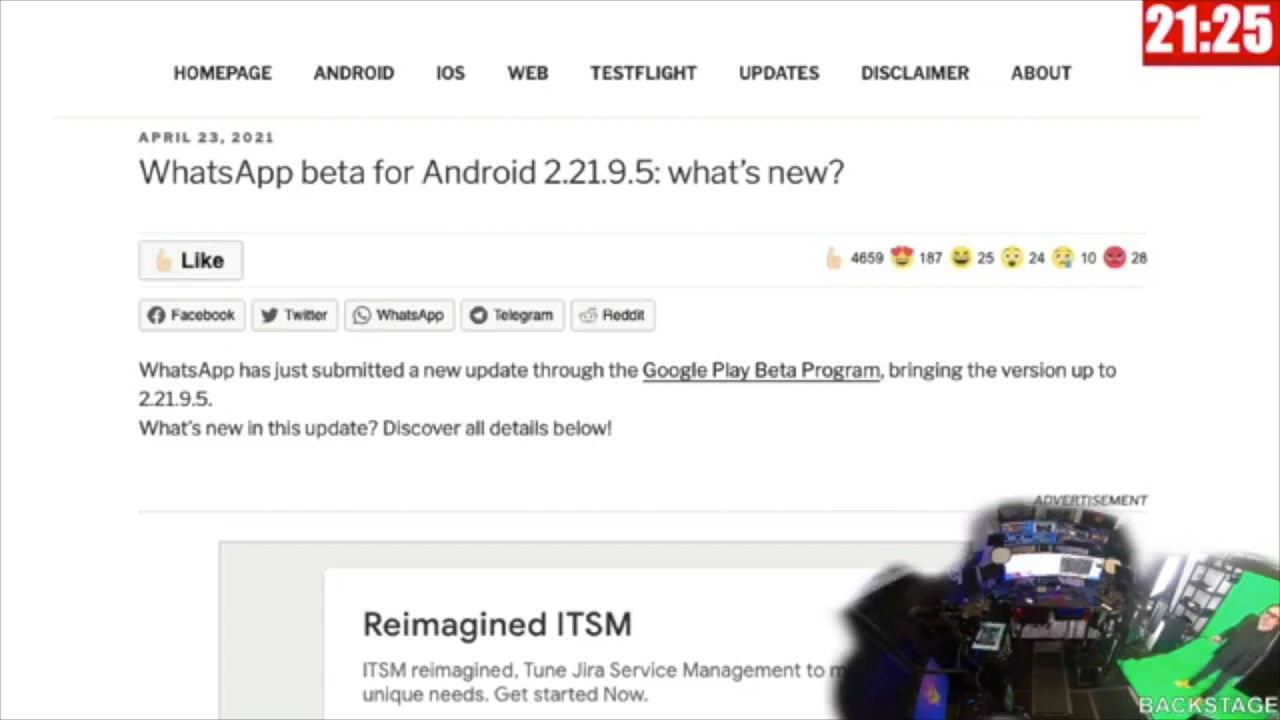 21:25
HOMEPAGE ANDROID IOS WEB TESTFLIGHT UPDATES DISCLAIMER ABOUT
APRIL 23, 2021
WhatsApp beta for Android 2.21.9.5: what's new?
Like 4659 187 25 24 10 28
Facebook Twitter WhatsApp Telegram Reddit
WhatsApp has just submitted a new update through the Google Play Beta Program, bringing the version up to
2.21.9.5.
What's new in this update? Discover all details below!
ADVERTISEMENT
Reimagined ITSM
ITSM reimagined, Tune Jira Service Management to
unique needs. Get started Now.
BACKSTAGE